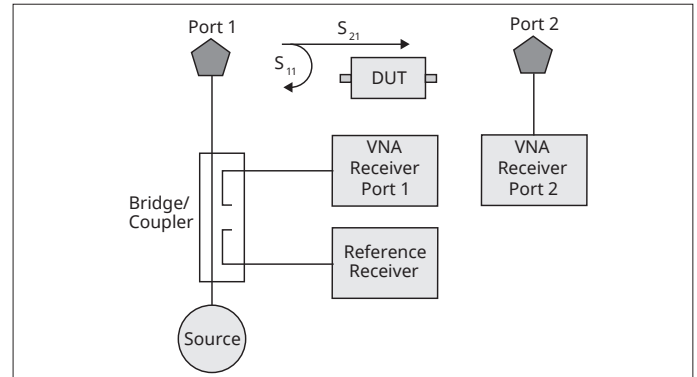 Port 1
S21
Port 2
S11
DUT
VNA
Receiver
Port 1
VNA
Receiver
Port 2
Bridge/
Coupler
Reference
Receiver
Source